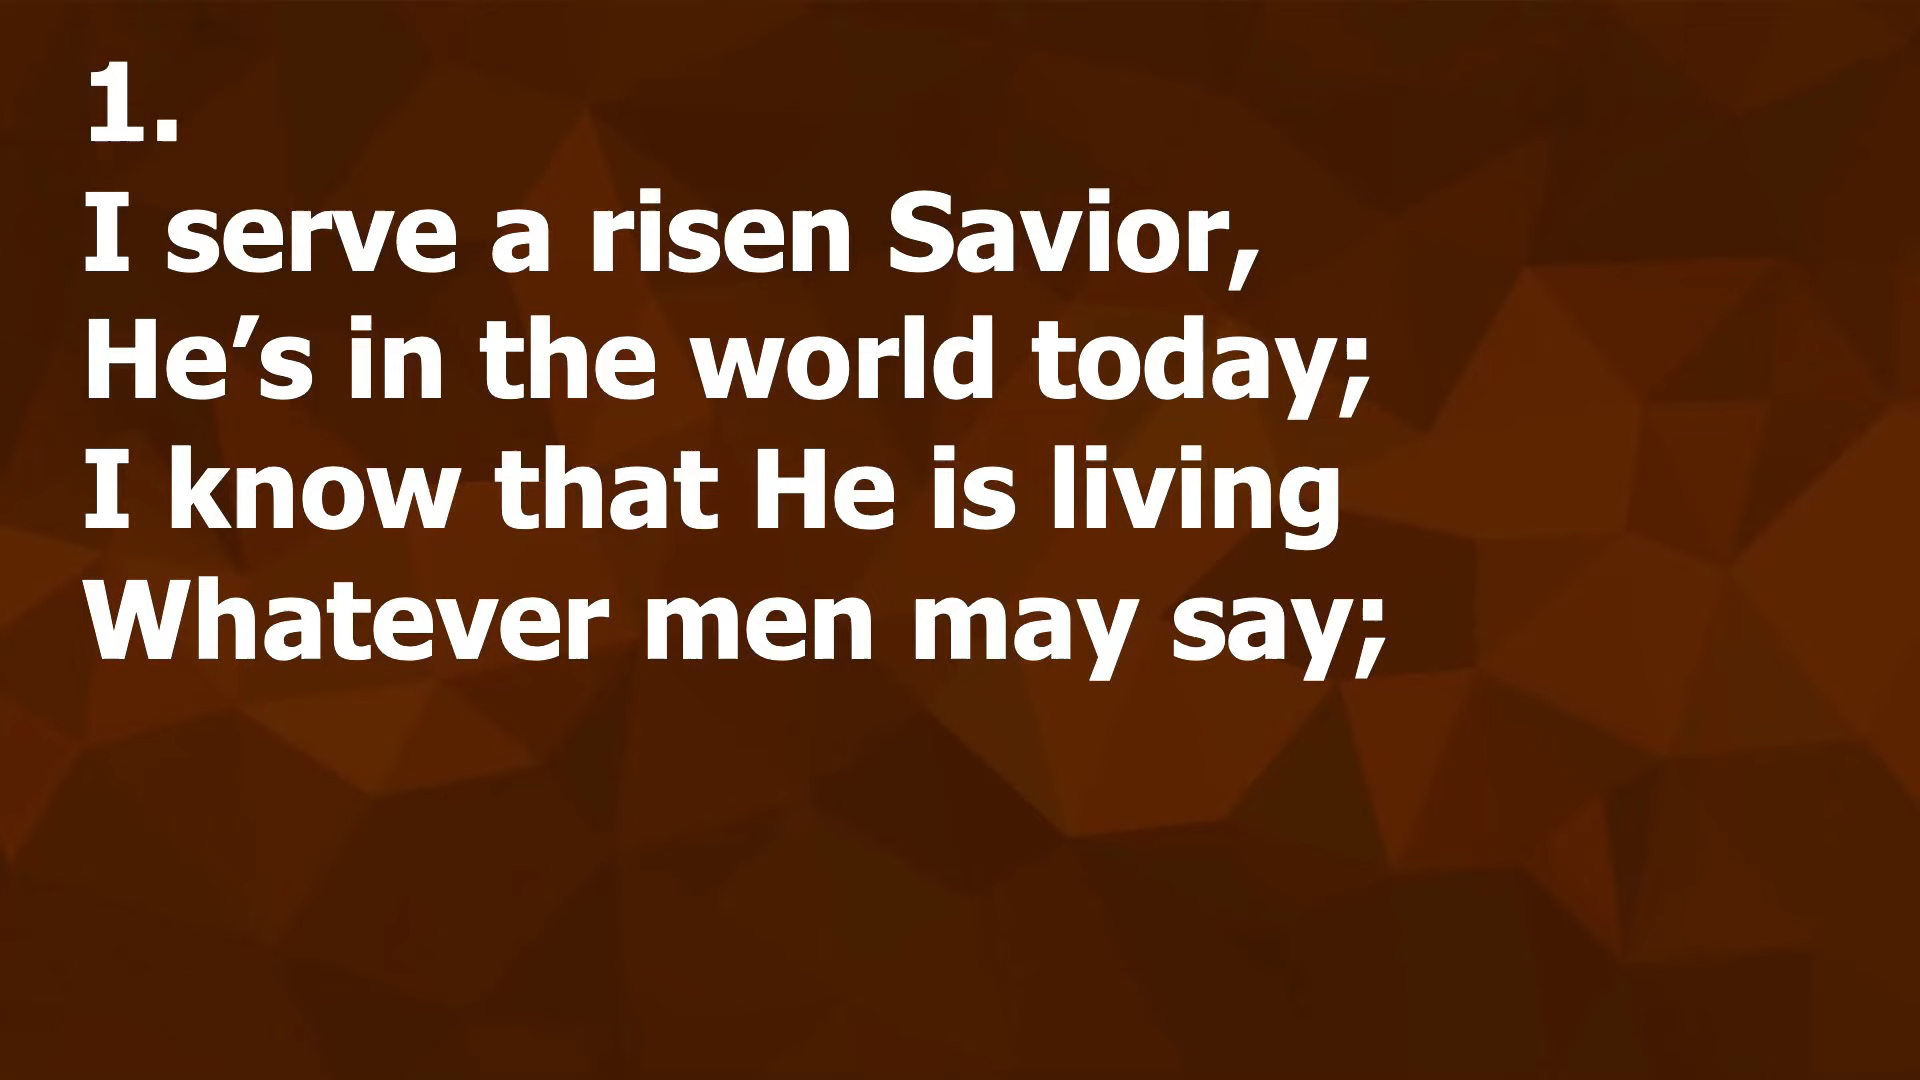 1.
I serve a risen Savior,
He’s in the world today;
I know that He is living
Whatever men may say;